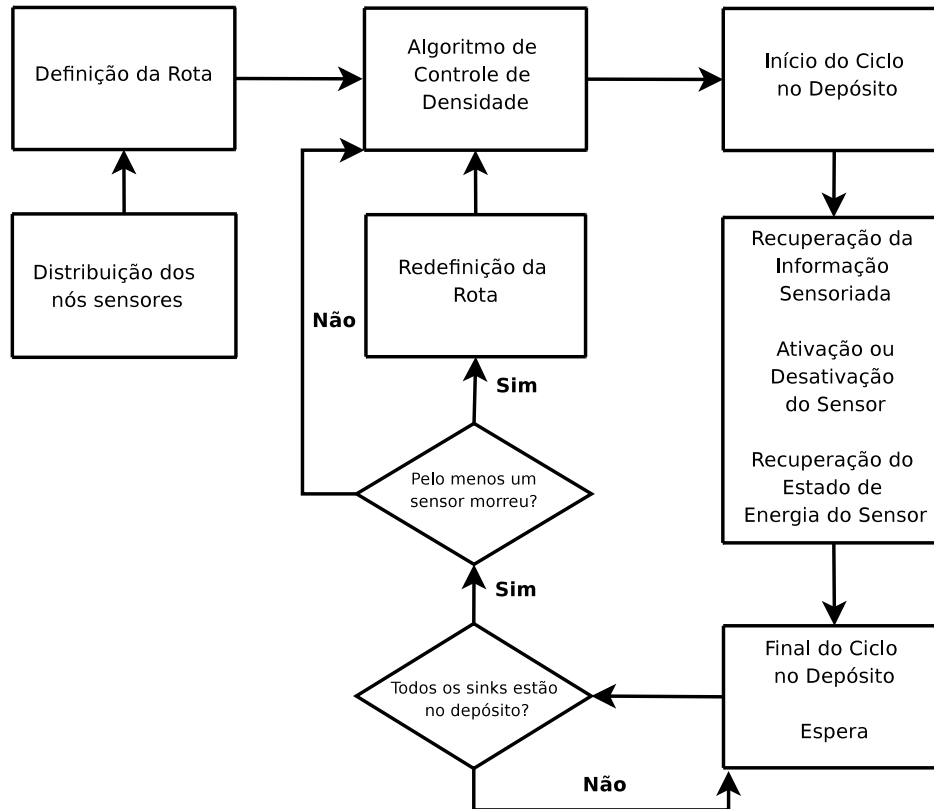 Definição da Rota
Algoritmo de
Controle de
Densidade
Início do Ciclo
no Depósito
Distribuição dos
nós sensores
Redefinição da
Rota
Recuperação da
Informação
Sensoriada
Ativação ou
Desativação
do Sensor
Recuperação do
Estado de
Energia do Sensor
Não
Sim
Pelo menos um
sensor morreu?
Sim
Todos os sinks estão
no depósito?
Final do Ciclo
no Depósito
Espera
Não